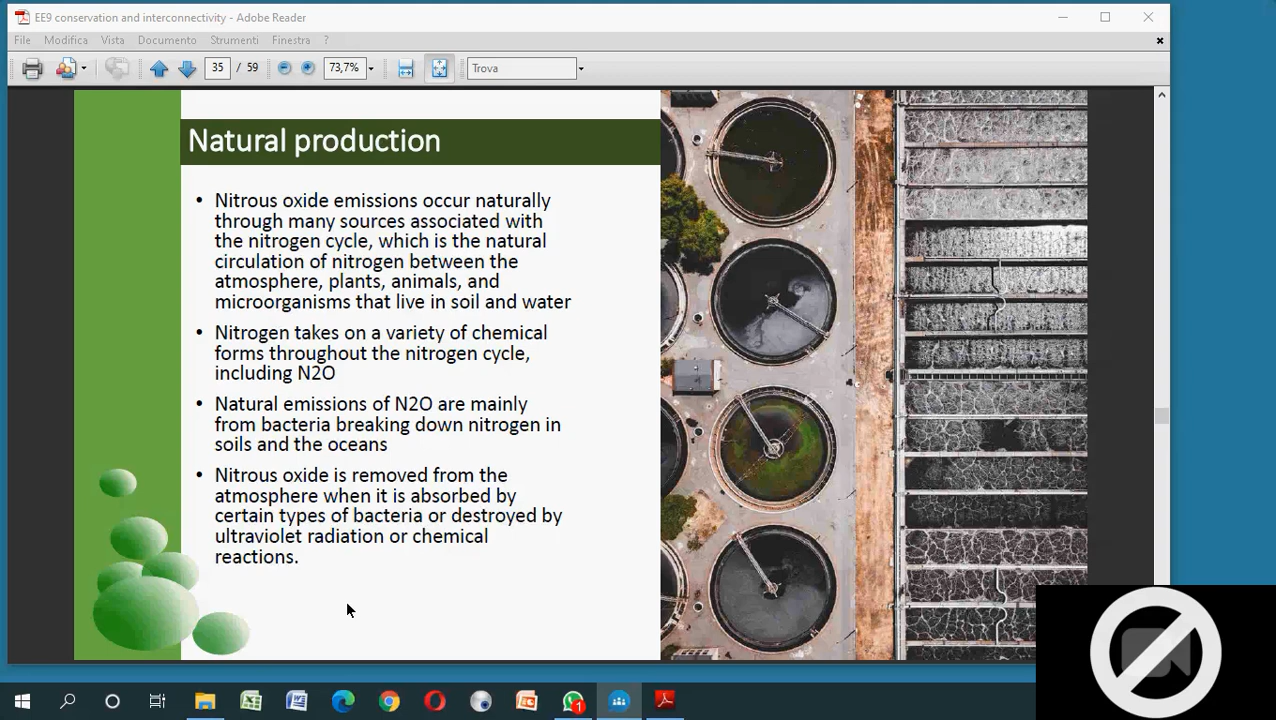 EE9 conservation and interconnectivity - Adobe Reader
File Modifica Vista Documento Strumenti Finestra ?
35 / 59 73,7% Trova
Natural production
• Nitrous oxide emissions occur naturally
through many sources associated with
the nitrogen cycle, which is the natural
circulation of nitrogen between the
atmosphere, plants, animals, and
microorganisms that live in soil and water
• Nitrogen takes on a variety of chemical
forms throughout the nitrogen cycle,
including N2O
• Natural emissions of N2O are mainly
from bacteria breaking down nitrogen in
soils and the oceans
• Nitrous oxide is removed from the
atmosphere when it is absorbed by
certain types of bacteria or destroyed by
ultraviolet radiation or chemical
reactions.
1